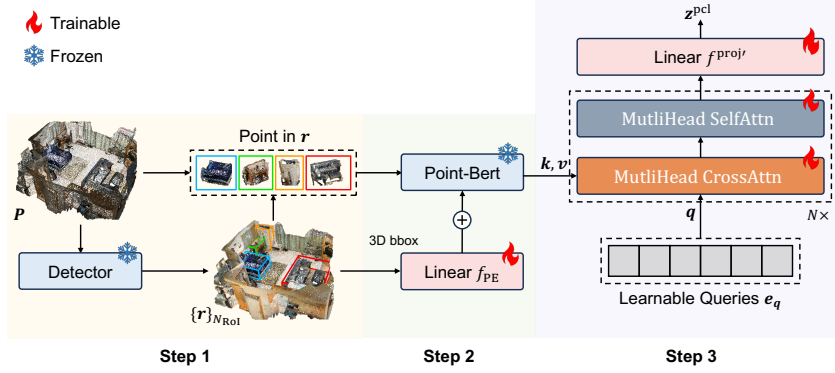 Trainable
Frozen
P
Detector
Point in r
{r}N_RoI
Step 1
Point-Bert
+
3D bbox
Linear f_PE
Step 2
z^pcl
Linear f^proj′
MutliHead SelfAttn
MutliHead CrossAttn
k, v
N×
q
Learnable Queries e_q
Step 3